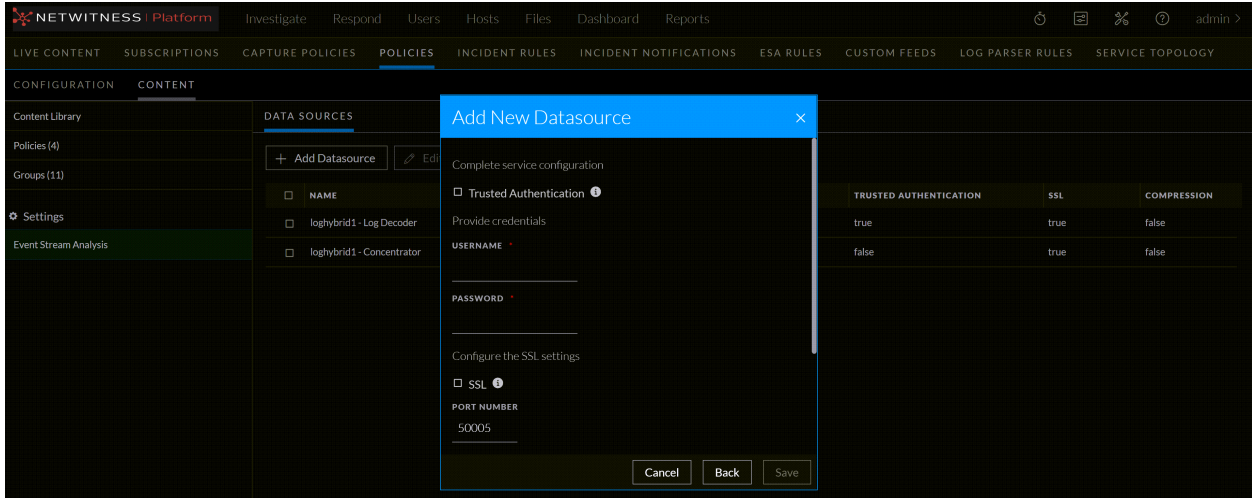 NETWITNESS Platform Investigate Respond Users Hosts Files Dashboard Reports admin >
LIVE CONTENT SUBSCRIPTIONS CAPTURE POLICIES POLICIES INCIDENT RULES INCIDENT NOTIFICATIONS ESA RULES CUSTOM FEEDS LOG PARSER RULES SERVICE TOPOLOGY
CONFIGURATION CONTENT
Content Library
Policies (4)
Groups (11)
Settings
Event Stream Analysis
DATA SOURCES
+ Add Datasource Edi
NAME TRUSTED AUTHENTICATION SSL COMPRESSION
loghybrid1 - Log Decoder true true false
loghybrid1 - Concentrator false true false
Add New Datasource ×
Complete service configuration
Trusted Authentication
Provide credentials
USERNAME *
PASSWORD *
Configure the SSL settings
SSL
PORT NUMBER
50005
Cancel Back Save